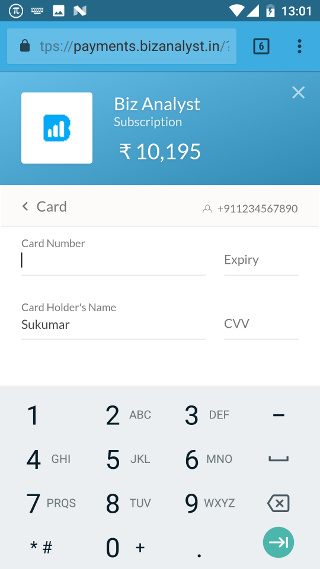 13:01
tps://payments.bizanalyst.in/?
6
Biz Analyst
Subscription
₹ 10,195
Card
+911234567890
Card Number
Expiry
Card Holder's Name
Sukumar
CVV
1 2 ABC 3 DEF –
4 GHI 5 JKL 6 MNO
7 PRQS 8 TUV 9 WXYZ
* # 0 + .